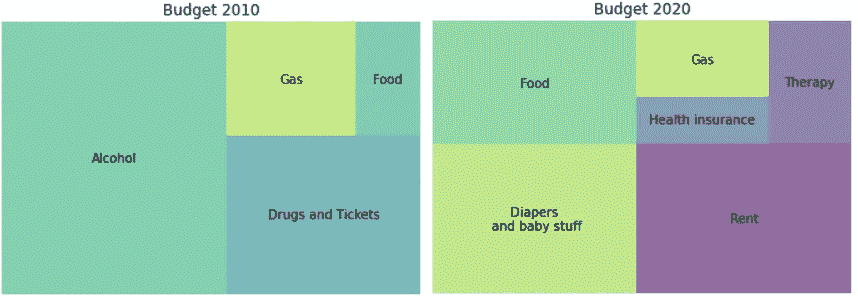 Budget 2010
Alcohol
Gas
Food
Drugs and Tickets
Budget 2020
Food
Gas
Therapy
Health insurance
Diapers
and baby stuff
Rent